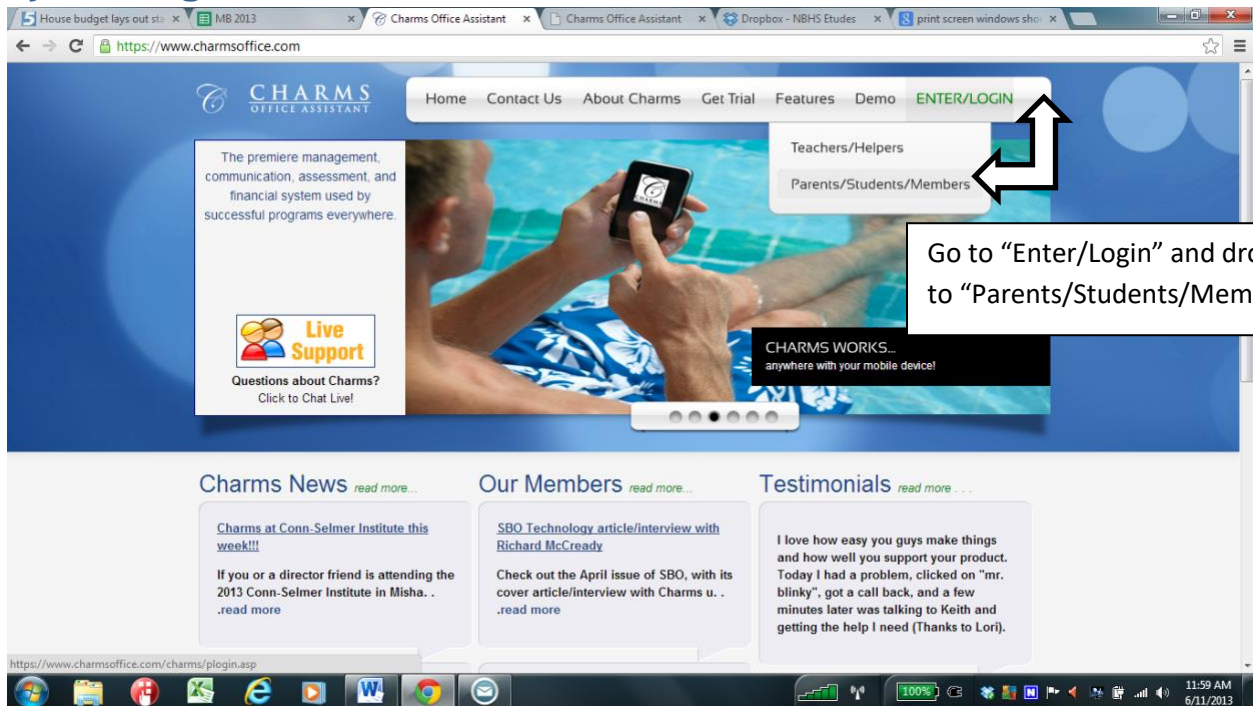 House budget lays out sta
MB 2013
Charms Office Assistant
Charms Office Assistant
Dropbox - NBHS Etudes
print screen windows sho
https://www.charmsoffice.com
CHARMS
OFFICE ASSISTANT
Home Contact Us About Charms Get Trial Features Demo ENTER/LOGIN
Teachers/Helpers
Parents/Students/Members
The premiere management,
communication, assessment, and
financial system used by
successful programs everywhere.
CHARMS
Go to “Enter/Login” and dro
to “Parents/Students/Mem
Live
Support
Questions about Charms?
Click to Chat Live!
CHARMS WORKS...
anywhere with your mobile device!
Charms News read more...
Charms at Conn-Selmer Institute this
week!!!
If you or a director friend is attending the
2013 Conn-Selmer Institute in Misha. .
.read more
Our Members read more...
SBO Technology article/interview with
Richard McCready
Check out the April issue of SBO, with its
cover article/interview with Charms u. .
.read more
Testimonials read more . . .
I love how easy you guys make things
and how well you support your product.
Today I had a problem, clicked on "mr.
blinky", got a call back, and a few
minutes later was talking to Keith and
getting the help I need (Thanks to Lori).
https://www.charmsoffice.com/charms/plogin.asp
100%
11:59 AM
6/11/2013